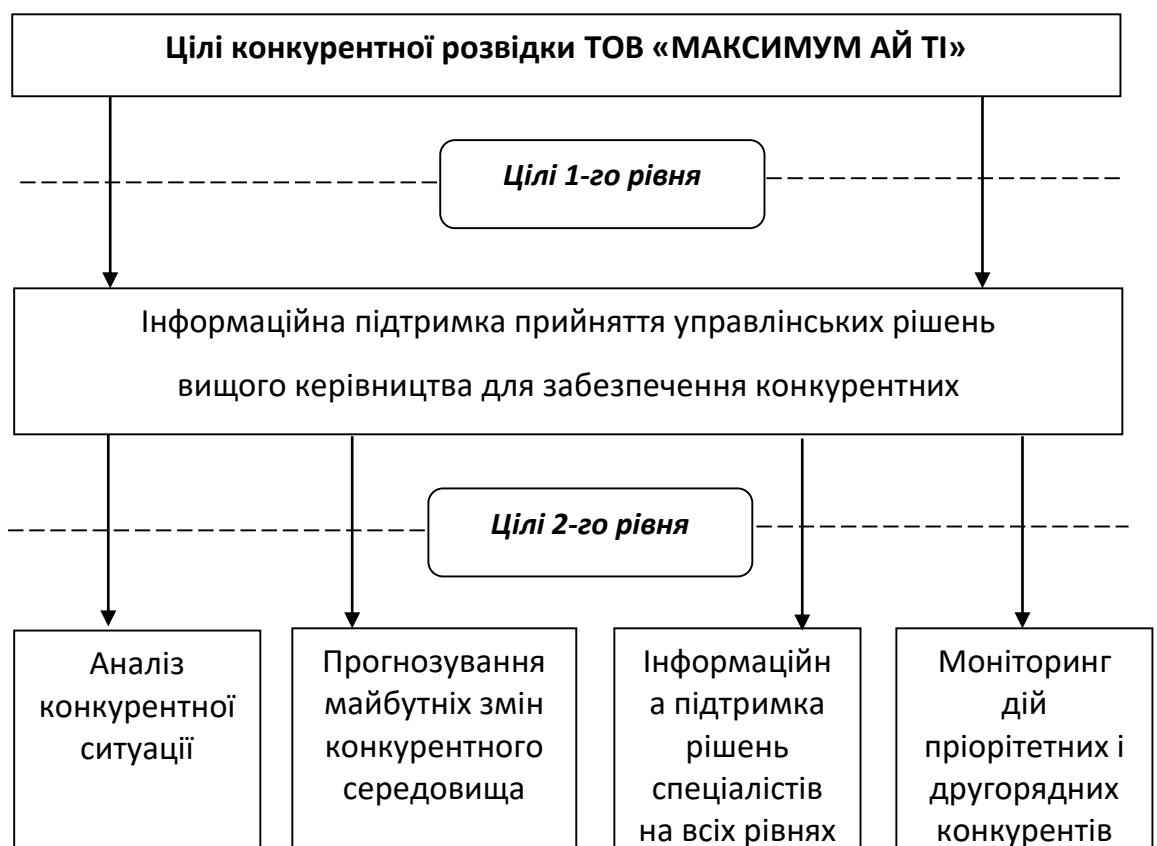 Цілі конкурентної розвідки ТОВ «МАКСИМУМ АЙ ТІ»
Цілі 1-го рівня
Інформаційна підтримка прийняття управлінських рішень
вищого керівництва для забезпечення конкурентних
Цілі 2-го рівня
Аналіз
конкурентної
ситуації
Прогнозування
майбутніх змін
конкурентного
середовища
Інформаційн
а підтримка
рішень
спеціалістів
на всіх рівнях
Моніторинг
дій
пріорітетних і
другорядних
конкурентів